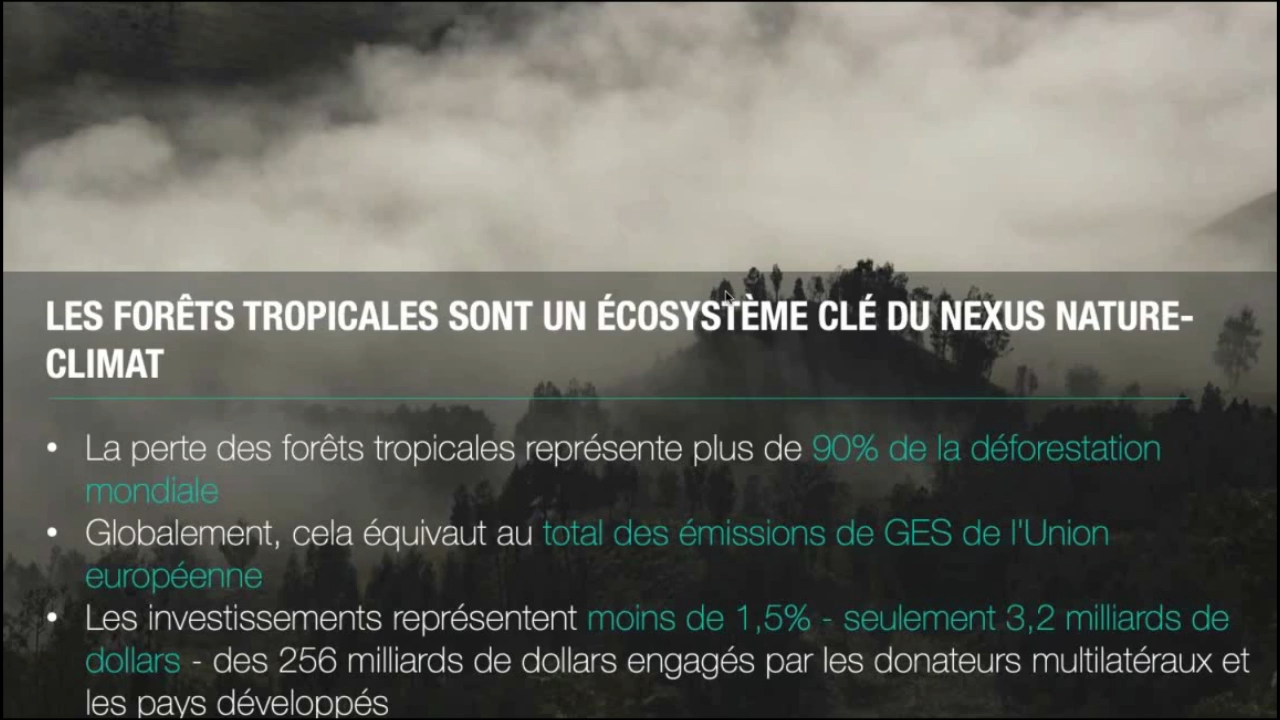 LES FORÊTS TROPICALES SONT UN ÉCOSYSTÈME CLÉ DU NEXUS NATURE-
CLIMAT
• La perte des forêts tropicales représente plus de 90% de la déforestation
mondiale
• Globalement, cela équivaut au total des émissions de GES de l'Union
européenne
• Les investissements représentent moins de 1,5% - seulement 3,2 milliards de
dollars - des 256 milliards de dollars engagés par les donateurs multilatéraux et
les pays développés